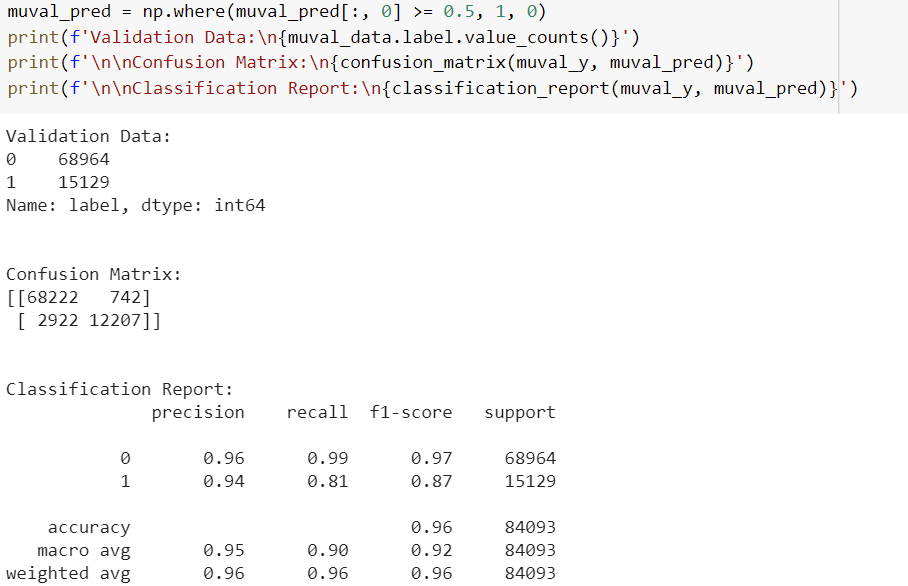 muval_pred = np.where(muval_pred[:, 0] >= 0.5, 1, 0)
print(f'Validation Data:\n{muval_data.label.value_counts()}')
print(f'\n\nConfusion Matrix:\n{confusion_matrix(muval_y, muval_pred)}')
print(f'\n\nClassification Report:\n{classification_report(muval_y, muval_pred)}')
Validation Data:
0    68964
1    15129
Name: label, dtype: int64
Confusion Matrix:
[[68222   742]
 [ 2922 12207]]
Classification Report:
              precision    recall  f1-score   support
           0       0.96      0.99      0.97     68964
           1       0.94      0.81      0.87     15129
    accuracy                           0.96     84093
   macro avg       0.95      0.90      0.92     84093
weighted avg       0.96      0.96      0.96     84093